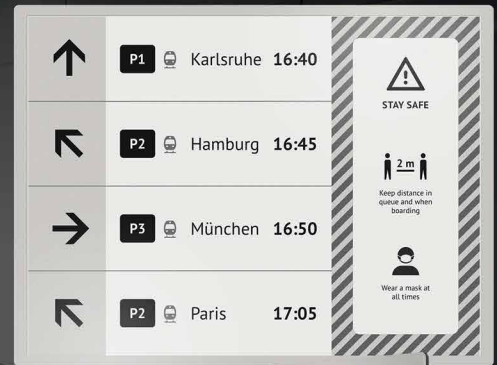 P1 Karlsruhe 16:40
P2 Hamburg 16:45
P3 München 16:50
P2 Paris 17:05
STAY SAFE
2 m
Keep distance in
queue and when
boarding
Wear a mask at
all times